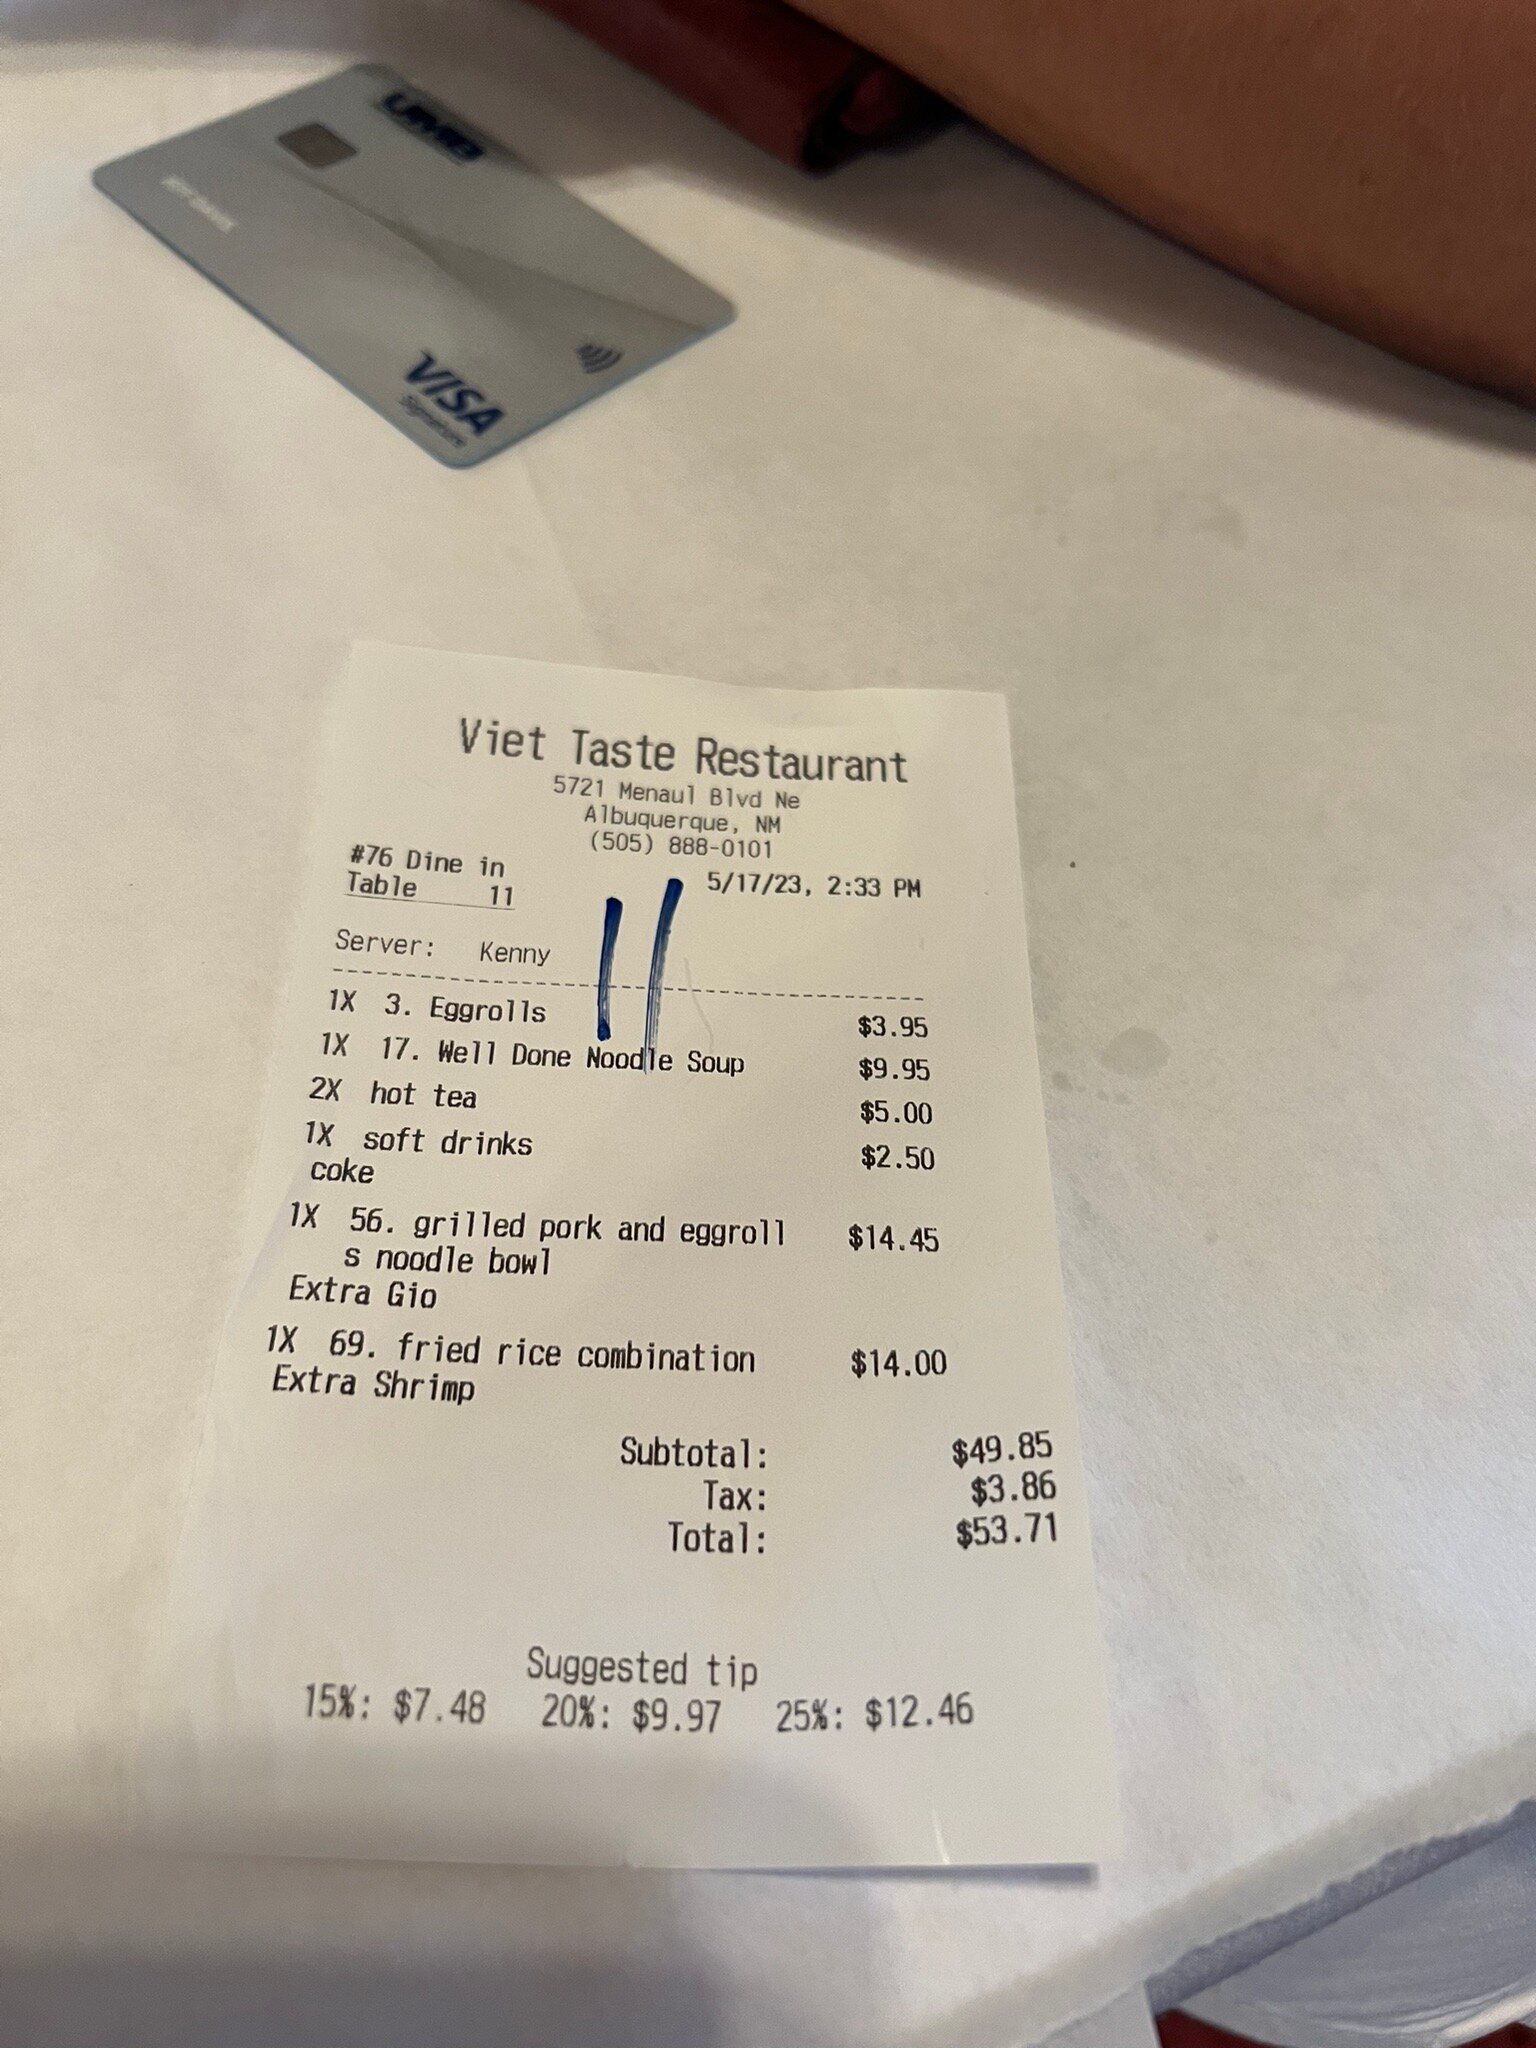 UMB
VISA
Signature
Viet Taste Restaurant
5721 Menaul Blvd Ne
Albuquerque, NM
(505) 888-0101
#76 Dine in
Table 11
5/17/23, 2:33 PM
11
Server: Kenny
1X 3. Eggrolls $3.95
1X 17. Well Done Noodle Soup $9.95
2X hot tea $5.00
1X soft drinks $2.50
coke
1X 56. grilled pork and eggroll $14.45
s noodle bowl
Extra Gio
1X 69. fried rice combination $14.00
Extra Shrimp
Subtotal: $49.85
Tax: $3.86
Total: $53.71
Suggested tip
15%: $7.48 20%: $9.97 25%: $12.46